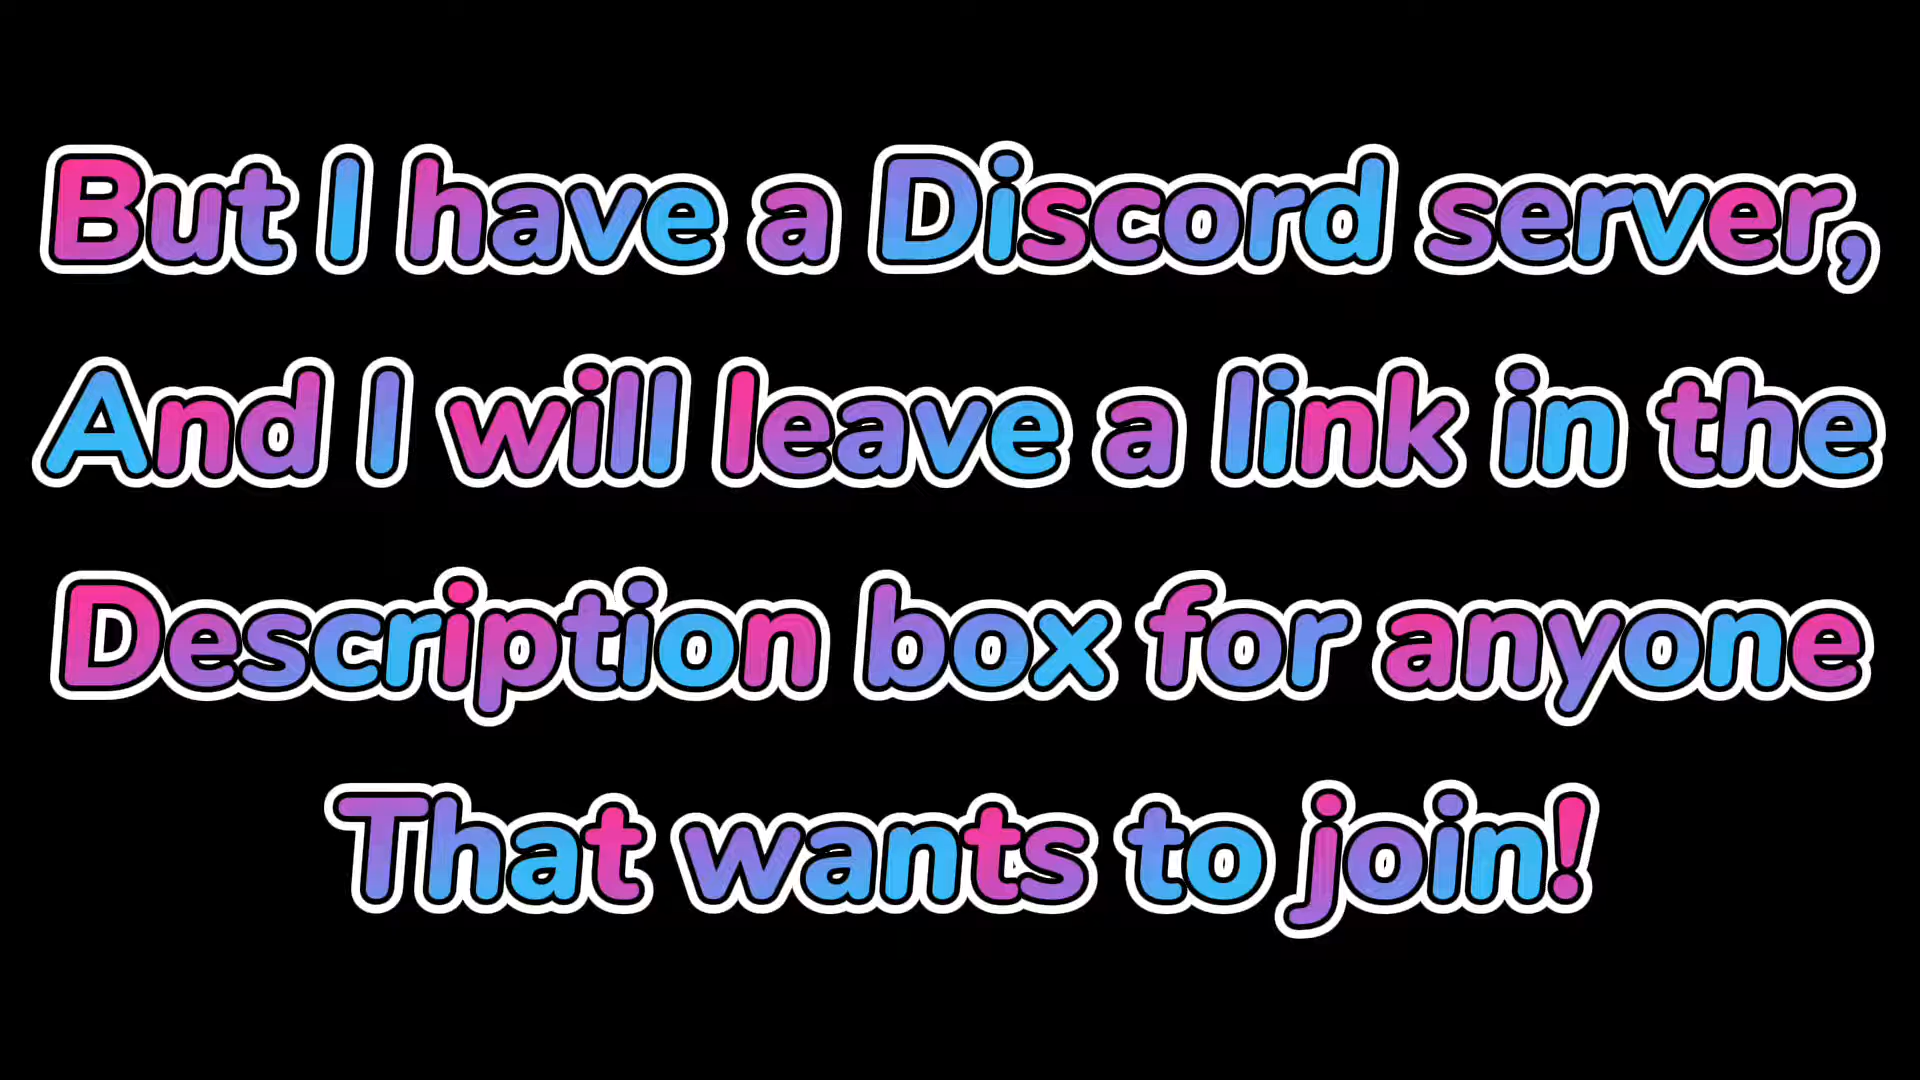 But I have a Discord server,
And I will leave a link in the
Description box for anyone
That wants to join!